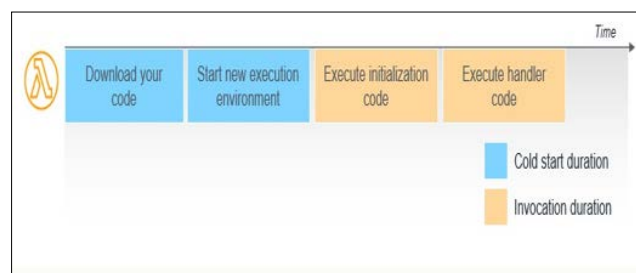 Time
Download your
code
Start new execution
environment
Execute initialization
code
Execute handler
code
Cold start duration
Invocation duration